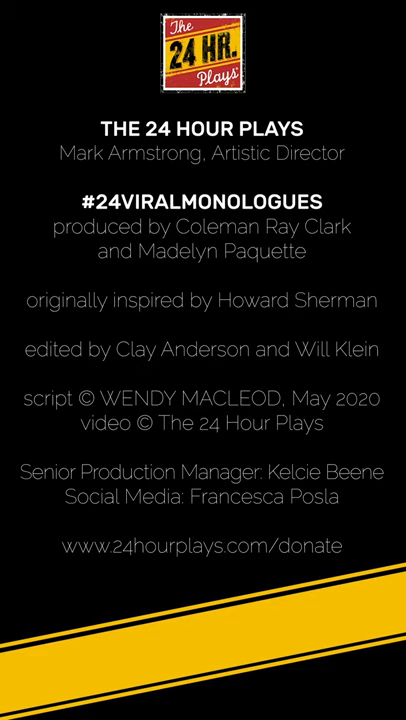 The
24 HR.
Plays
THE 24 HOUR PLAYS
Mark Armstrong, Artistic Director
#24VIRALMONOLOGUES
produced by Coleman Ray Clark
and Madelyn Paquette
originally inspired by Howard Sherman
edited by Clay Anderson and Will Klein
script © WENDY MACLEOD, May 2020
video © The 24 Hour Plays
Senior Production Manager: Kelcie Beene
Social Media: Francesca Posla
www.24hourplays.com/donate